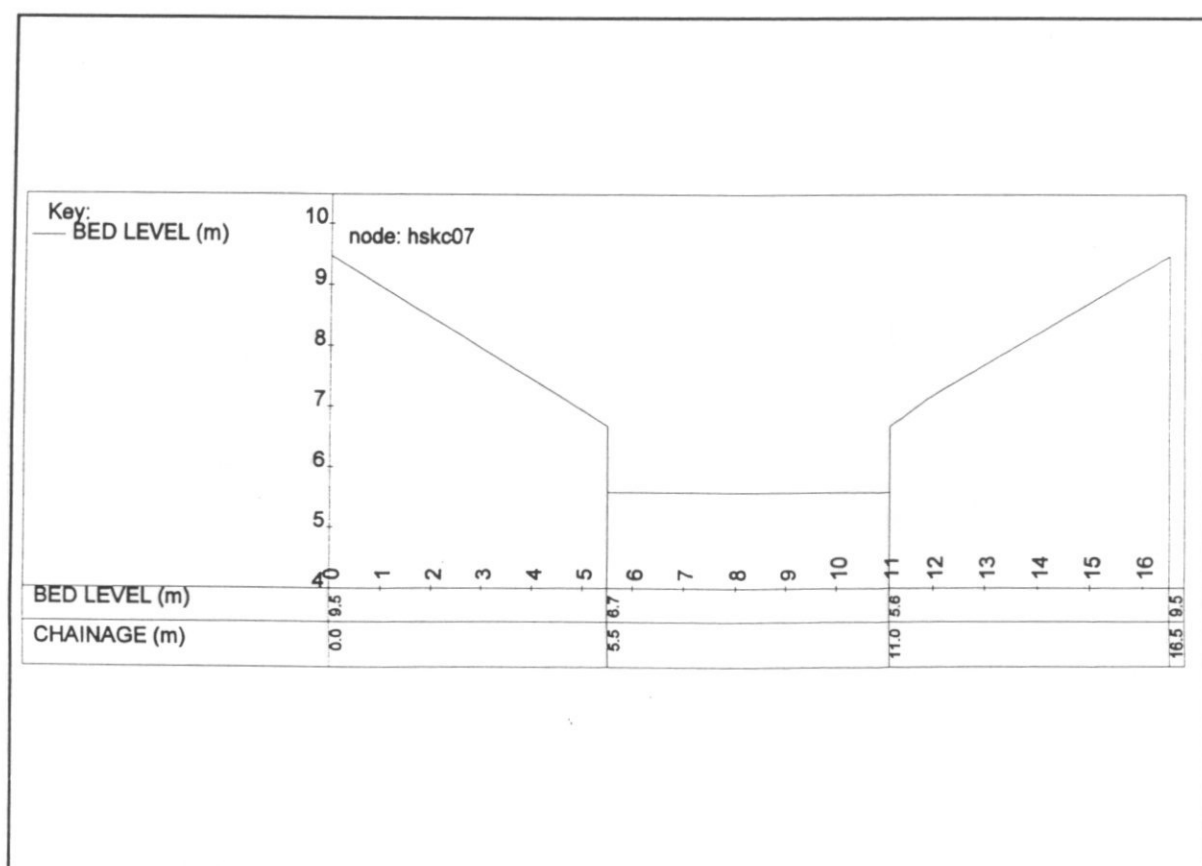 Key:
BED LEVEL (m)
node: hskc07
10
9
8
7
6
5
4
0 1 2 3 4 5 6 7 8 9 10 11 12 13 14 15 16
BED LEVEL (m) 9.5 6.7 5.6 9.5
CHAINAGE (m) 0.0 5.5 11.0 16.5